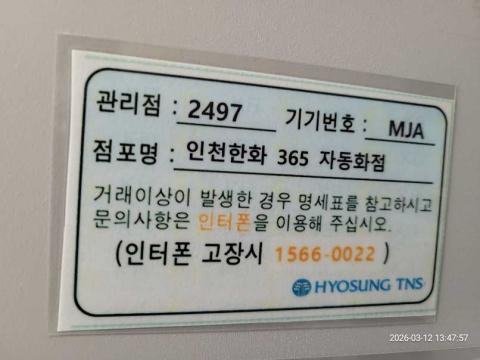 관리점 : 2497 기기번호 : MJA
점포명 : 인천한화 365 자동화점
거래이상이 발생한 경우 명세표를 참고하시고
문의사항은 인터폰을 이용해 주십시오.
(인터폰 고장시 1566-0022 )
HYOSUNG TNS
2026-03-12 13:47:57